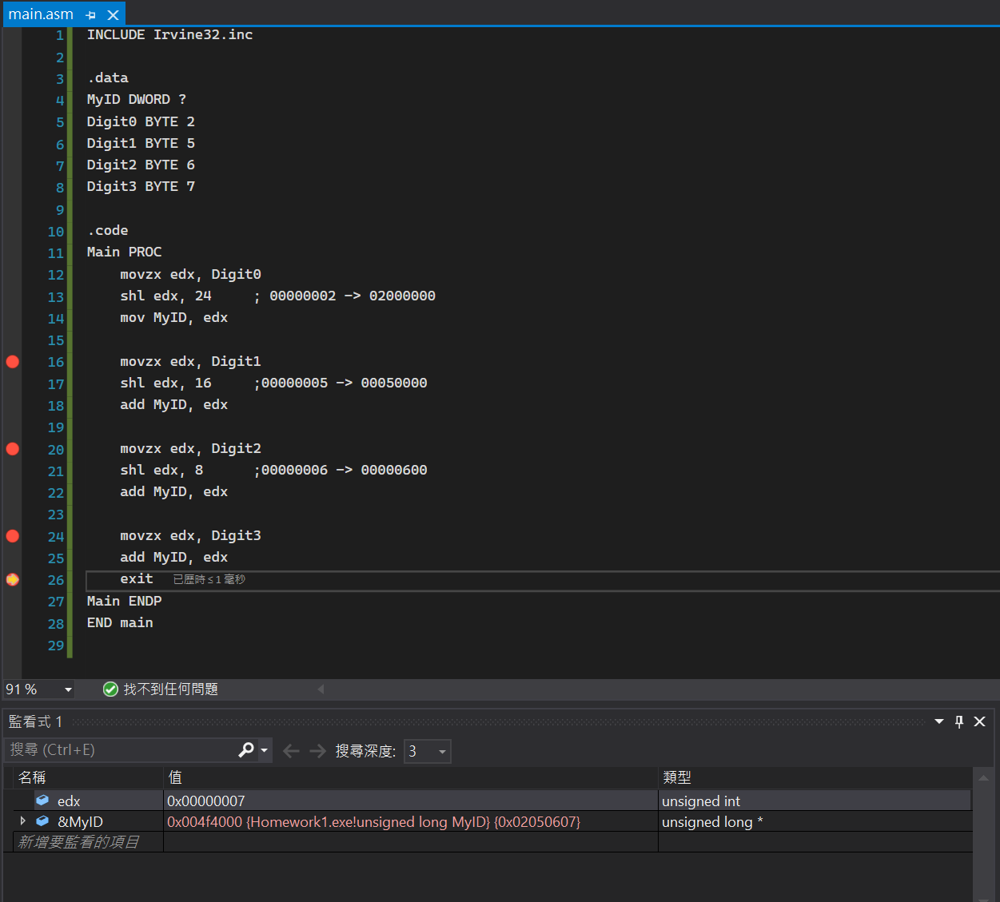 main.asm
1 INCLUDE Irvine32.inc
2
3 .data
4 MyID DWORD ?
5 Digit0 BYTE 2
6 Digit1 BYTE 5
7 Digit2 BYTE 6
8 Digit3 BYTE 7
9
10 .code
11 Main PROC
12 movzx edx, Digit0
13 shl edx, 24 ; 00000002 -> 02000000
14 mov MyID, edx
15
16 movzx edx, Digit1
17 shl edx, 16 ;00000005 -> 00050000
18 add MyID, edx
19
20 movzx edx, Digit2
21 shl edx, 8 ;00000006 -> 00000600
22 add MyID, edx
23
24 movzx edx, Digit3
25 add MyID, edx
26 exit 已歷時 ≤ 1 毫秒
27 Main ENDP
28 END main
29
91 % 找不到任何問題
監看式 1
搜尋 (Ctrl+E) 搜尋深度: 3
名稱 值 類型
edx 0x00000007 unsigned int
&MyID 0x004f4000 {Homework1.exe!unsigned long MyID} {0x02050607} unsigned long *
新增要監看的項目